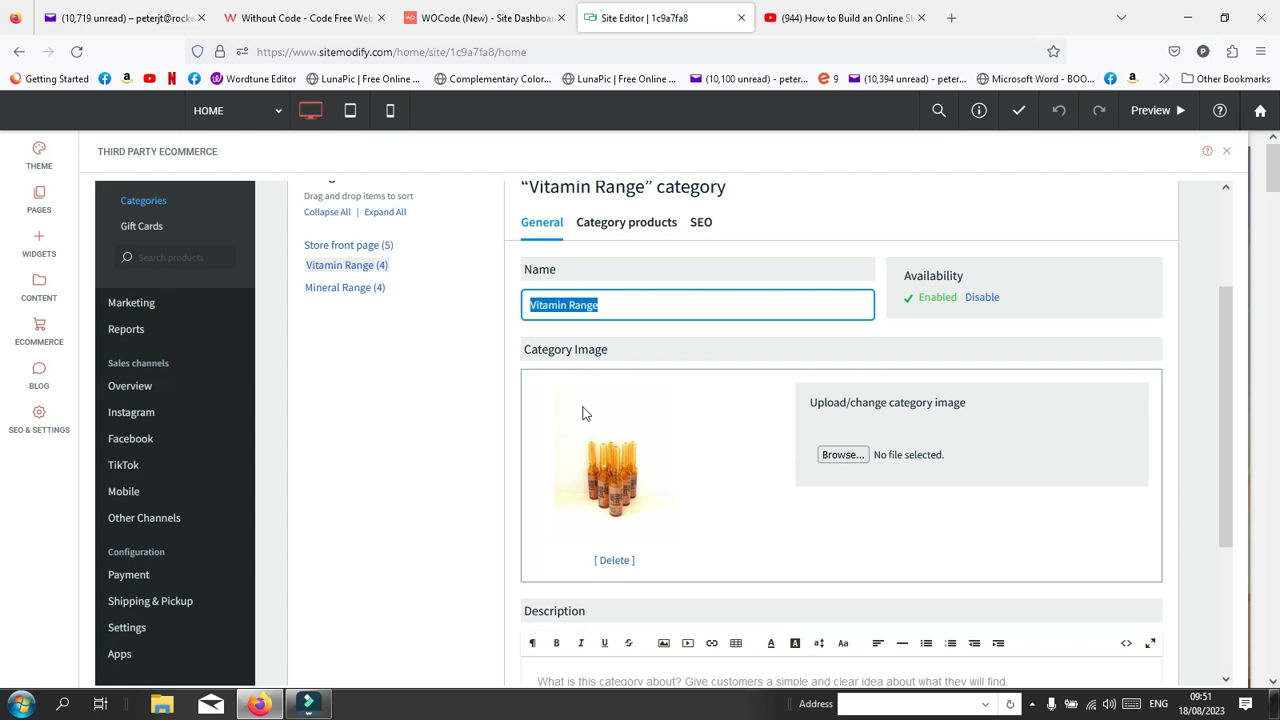 (10,719 unread) - peterjt@rocke
Without Code - Code Free Web
WOCode (New) - Site Dashboa
Site Editor | 1c9a7fa8
(944) How to Build an Online St
https://www.sitemodify.com/home/site/1c9a7fa8/home
Getting Started
Wordtune Editor
LunaPic | Free Online ...
Complementary Color...
LunaPic | Free Online ...
(10,100 unread) - peter...
9
(10,394 unread) - peter...
Microsoft Word - BOO...
Other Bookmarks
HOME
Preview
THEME
PAGES
WIDGETS
CONTENT
ECOMMERCE
BLOG
SEO & SETTINGS
THIRD PARTY ECOMMERCE
Categories
Gift Cards
Search products
Marketing
Reports
Sales channels
Overview
Instagram
Facebook
TikTok
Mobile
Other Channels
Configuration
Payment
Shipping & Pickup
Settings
Apps
Drag and drop items to sort
Collapse All | Expand All
Store front page (5)
Vitamin Range (4)
Mineral Range (4)
“Vitamin Range” category
General Category products SEO
Name
Vitamin Range
Availability
Enabled Disable
Category Image
Upload/change category image
Browse... No file selected.
[ Delete ]
Description
What is this category about? Give customers a simple and clear idea about what they will find.
Address
ENG
09:51
18/08/2023